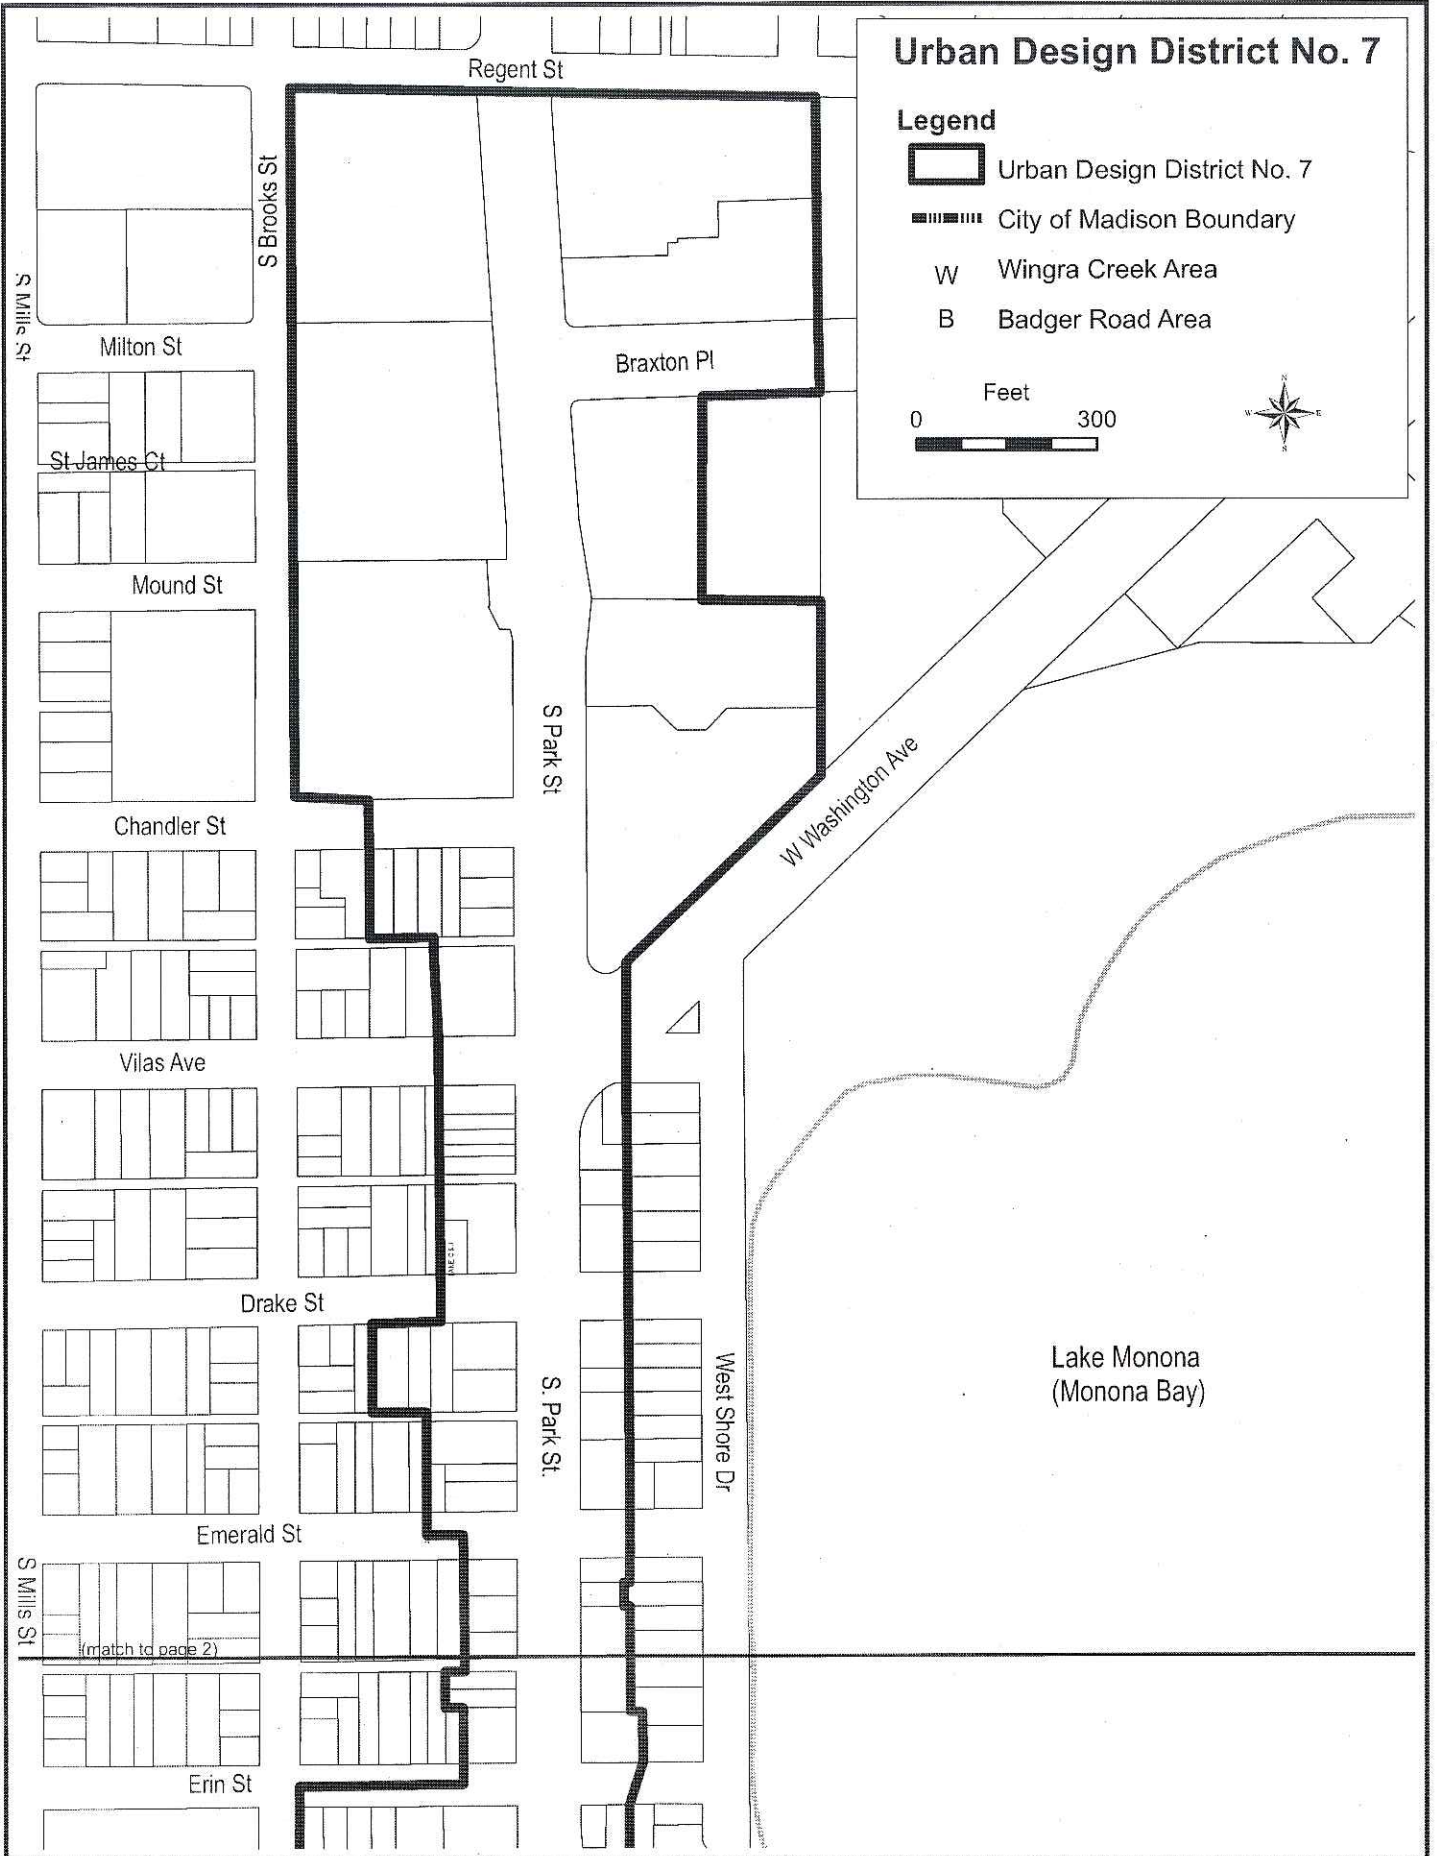 Regent St
Urban Design District No. 7
Legend
Urban Design District No. 7
City of Madison Boundary
W Wingra Creek Area
B Badger Road Area
Feet
0 300
N
W E
S
S Brooks St
S Mills St
Milton St
Braxton Pl
St James Ct
Mound St
S Park St
W Washington Ave
Chandler St
Vilas Ave
Drake St
Lake Monona
(Monona Bay)
S. Park St.
West Shore Dr
Emerald St
S Mills St
(match to page 2)
Erin St